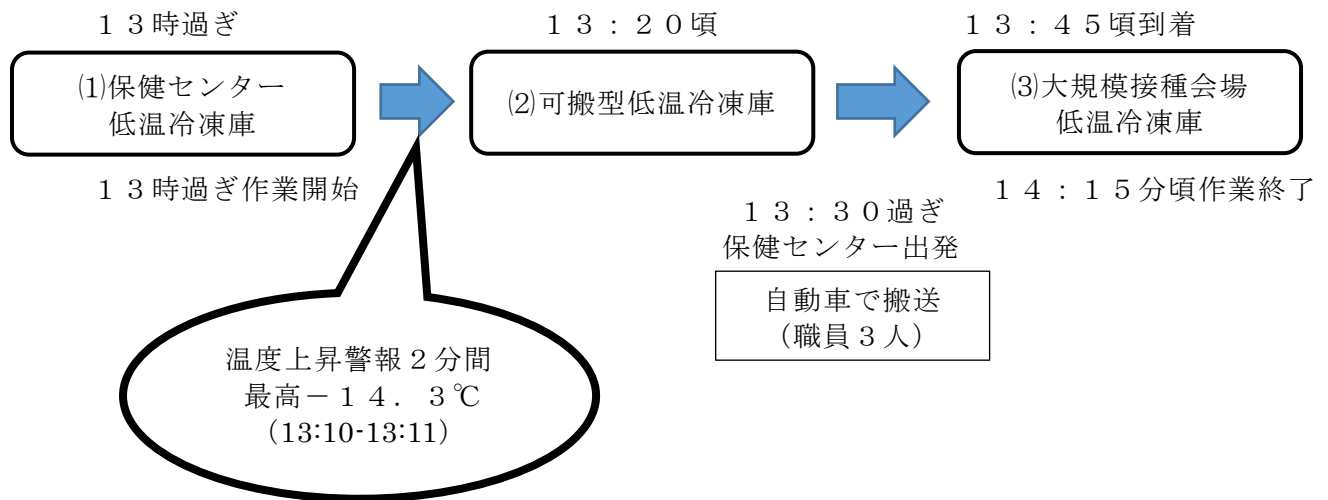 13時過ぎ
⑴保健センター
低温冷凍庫
13時過ぎ作業開始
13:20頃
⑵可搬型低温冷凍庫
13:45頃到着
⑶大規模接種会場
低温冷凍庫
14:15分頃作業終了
13:30過ぎ
保健センター出発
自動車で搬送
(職員3人)
温度上昇警報2分間
最高-14.3℃
(13:10-13:11)